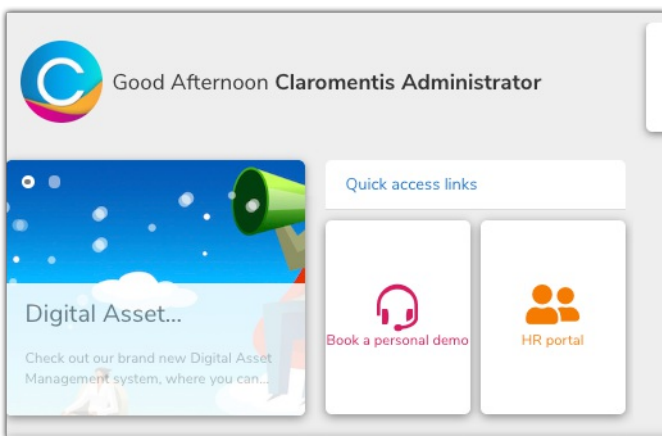 Good Afternoon Claromentis Administrator
Quick access links
Digital Asset...
Check out our brand new Digital Asset
Management system, where you can...
Book a personal demo
HR portal